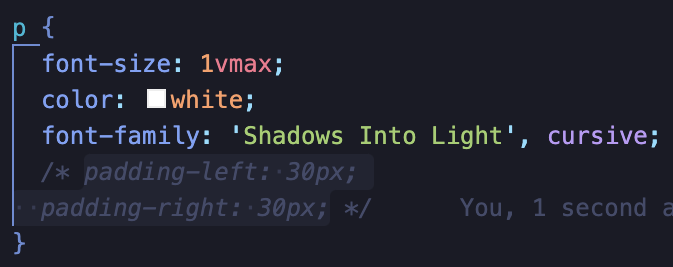 p {
font-size: 1vmax;
color: white;
font-family: 'Shadows Into Light', cursive;
/* padding-left: 30px;
padding-right: 30px; */ You, 1 second a
}